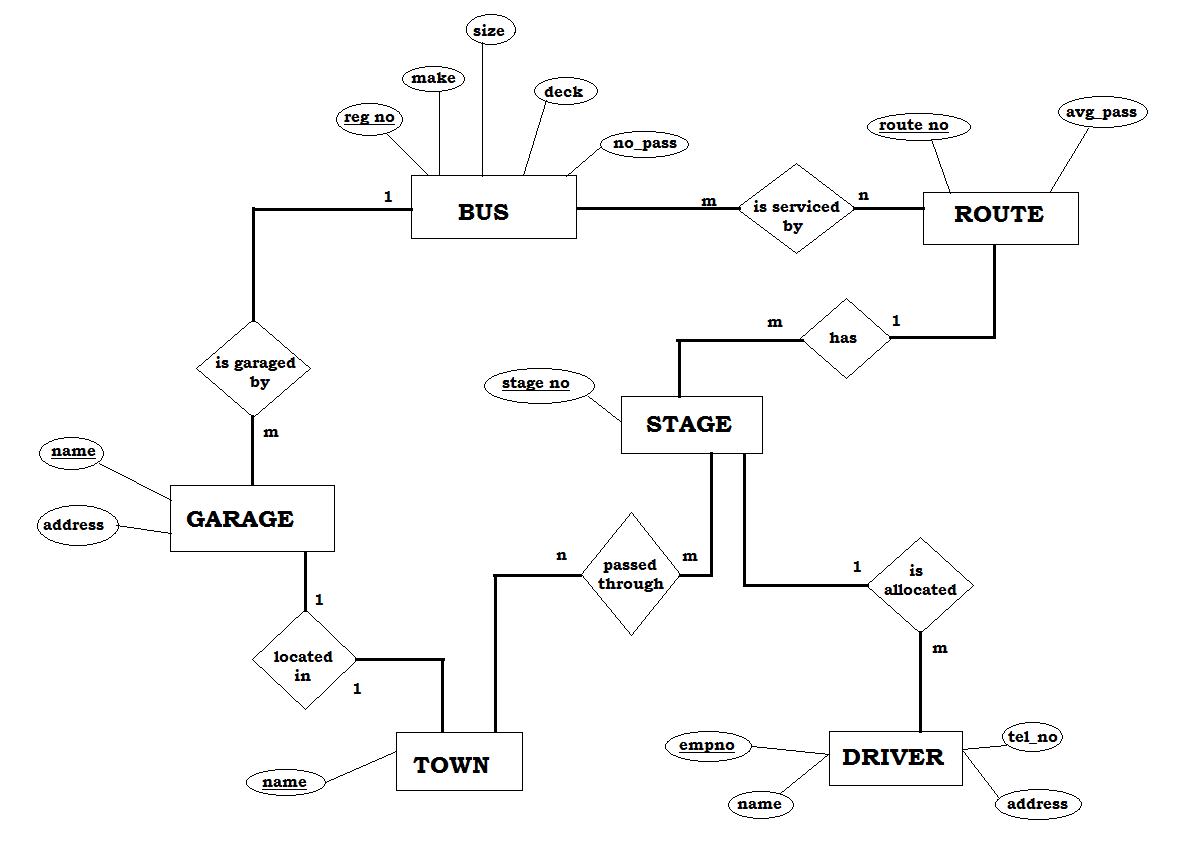 size
make
deck
reg no
no_pass
route no
avg_pass
1
BUS
m
is serviced
by
n
ROUTE
m
has
1
is garaged
by
stage no
STAGE
m
name
GARAGE
address
n
passed
through
m
1
is
allocated
1
located
in
1
m
TOWN
name
empno
DRIVER
tel_no
name
address